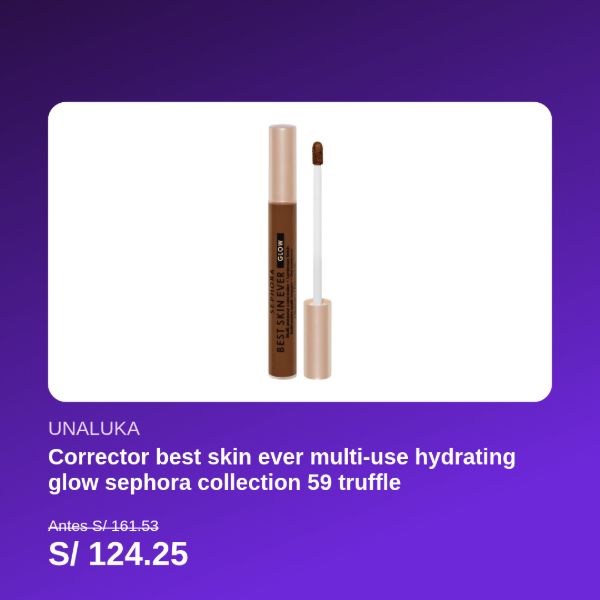 SEPHORA
BEST SKIN EVER GLOW
UNALUKA
Corrector best skin ever multi-use hydrating
glow sephora collection 59 truffle
Antes S/ 161.53
S/ 124.25